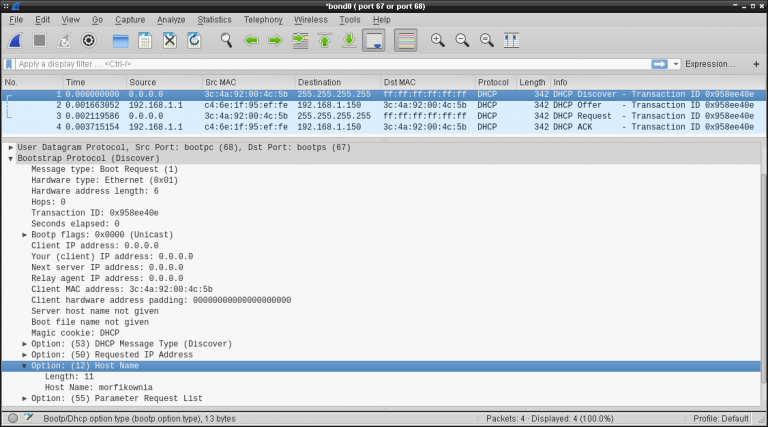 *bond0 ( port 67 or port 68)
File Edit View Go Capture Analyze Statistics Telephony Wireless Tools Help
Apply a display filter ... <Ctrl-/> Expression... +
No. Time Source Src MAC Destination Dst MAC Protocol Length Info
1 0.000000000 0.0.0.0 3c:4a:92:00:4c:5b 255.255.255.255 ff:ff:ff:ff:ff:ff DHCP 342 DHCP Discover - Transaction ID 0x958ee40e
2 0.001663052 192.168.1.1 c4:6e:1f:95:ef:fe 192.168.1.150 3c:4a:92:00:4c:5b DHCP 342 DHCP Offer - Transaction ID 0x958ee40e
3 0.002119586 0.0.0.0 3c:4a:92:00:4c:5b 255.255.255.255 ff:ff:ff:ff:ff:ff DHCP 342 DHCP Request - Transaction ID 0x958ee40e
4 0.003715154 192.168.1.1 c4:6e:1f:95:ef:fe 192.168.1.150 3c:4a:92:00:4c:5b DHCP 342 DHCP ACK - Transaction ID 0x958ee40e
User Datagram Protocol, Src Port: bootpc (68), Dst Port: bootps (67)
Bootstrap Protocol (Discover)
Message type: Boot Request (1)
Hardware type: Ethernet (0x01)
Hardware address length: 6
Hops: 0
Transaction ID: 0x958ee40e
Seconds elapsed: 0
Bootp flags: 0x0000 (Unicast)
Client IP address: 0.0.0.0
Your (client) IP address: 0.0.0.0
Next server IP address: 0.0.0.0
Relay agent IP address: 0.0.0.0
Client MAC address: 3c:4a:92:00:4c:5b
Client hardware address padding: 00000000000000000000
Server host name not given
Boot file name not given
Magic cookie: DHCP
Option: (53) DHCP Message Type (Discover)
Option: (50) Requested IP Address
Option: (12) Host Name
Length: 11
Host Name: morfikownia
Option: (55) Parameter Request List
Bootp/Dhcp option type (bootp.option.type), 13 bytes Packets: 4 · Displayed: 4 (100.0%) Profile: Default